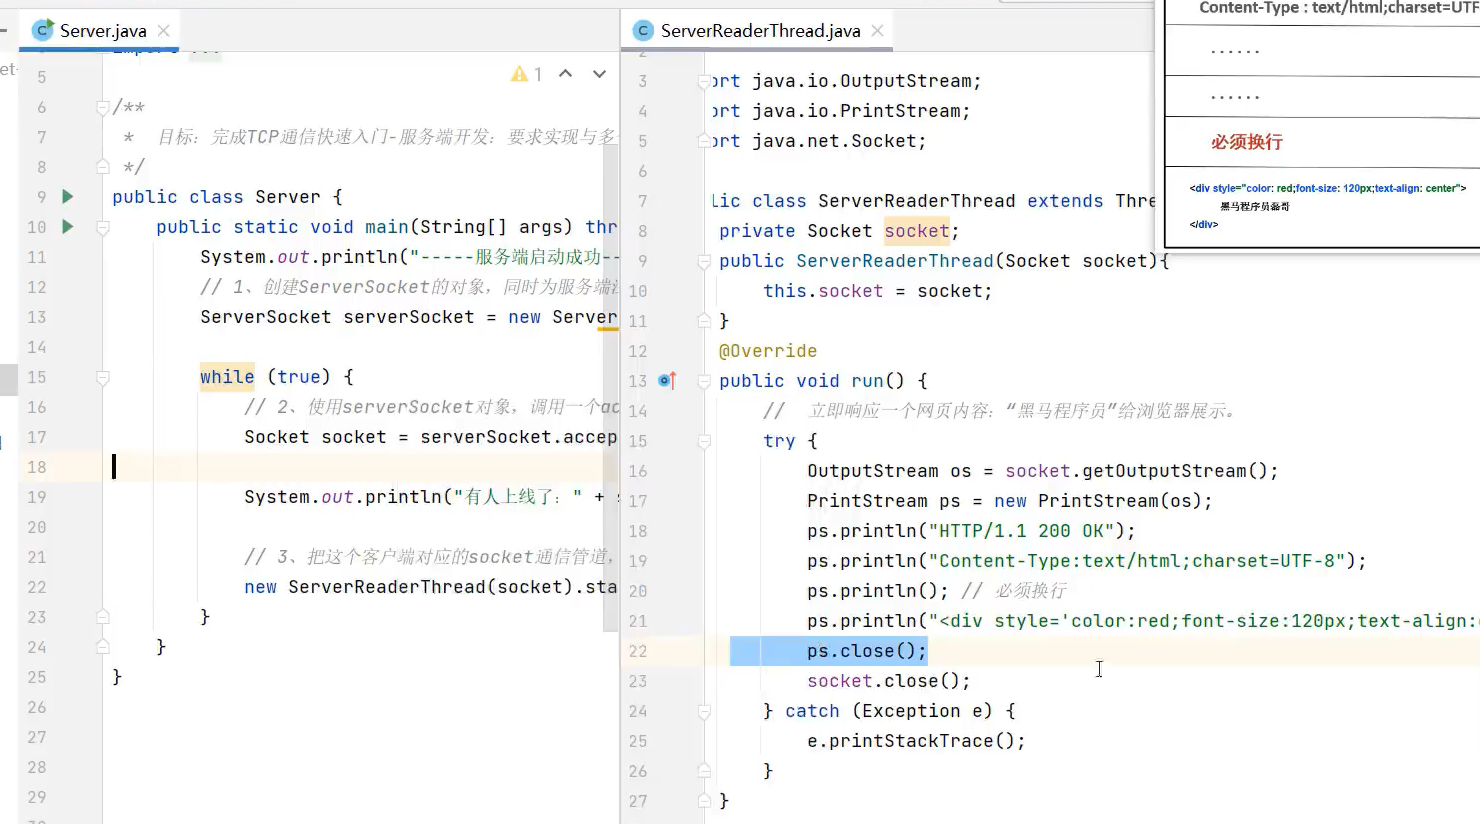 Server.java
5
6 /**
7 * 目标：完成TCP通信快速入门-服务端开发：要求实现与多
8 */
9 public class Server {
10 public static void main(String[] args) thr
11 System.out.println("-----服务端启动成功--
12 // 1、创建ServerSocket的对象，同时为服务端
13 ServerSocket serverSocket = new Server
14
15 while (true) {
16 // 2、使用serverSocket对象，调用一个ac
17 Socket socket = serverSocket.accep
18
19 System.out.println("有人上线了：" + s
20
21 // 3、把这个客户端对应的socket通信管道，
22 new ServerReaderThread(socket).sta
23 }
24 }
25 }
26
27
28
29
1
ServerReaderThread.java
3 ort java.io.OutputStream;
4 ort java.io.PrintStream;
5 ort java.net.Socket;
6
7 lic class ServerReaderThread extends Thre
8 private Socket socket;
9 public ServerReaderThread(Socket socket){
10 this.socket = socket;
11 }
12 @Override
13 public void run() {
14 // 立即响应一个网页内容：“黑马程序员”给浏览器展示。
15 try {
16 OutputStream os = socket.getOutputStream();
17 PrintStream ps = new PrintStream(os);
18 ps.println("HTTP/1.1 200 OK");
19 ps.println("Content-Type:text/html;charset=UTF-8");
20 ps.println(); // 必须换行
21 ps.println("<div style='color:red;font-size:120px;text-align:
22 ps.close();
23 socket.close();
24 } catch (Exception e) {
25 e.printStackTrace();
26 }
27 }
Content-Type : text/html;charset=UTF
......
......
必须换行
<div style="color: red;font-size: 120px;text-align: center">
黑马程序员磊哥
</div>